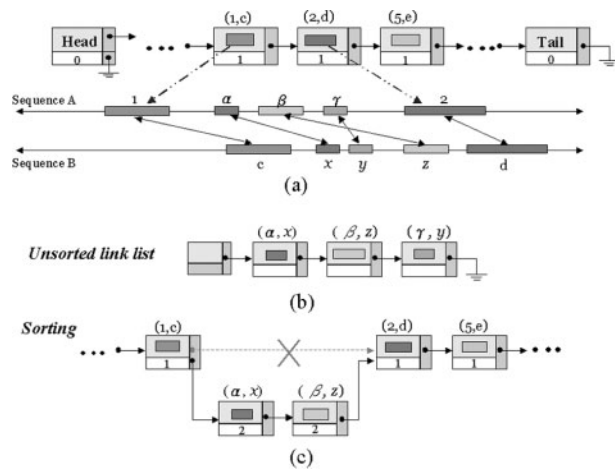 (1,c) (2,d) (5,e)
Head Tail
0 1 1 1 0
1 α β γ 2
Sequence A
Sequence B
c x y z d
(a)
(α, x) (β, z) (γ, y)
Unsorted link list
(b)
Sorting
(1,c) (2,d) (5,e)
1 1 1
(α, x) (β, z)
2 2
(c)